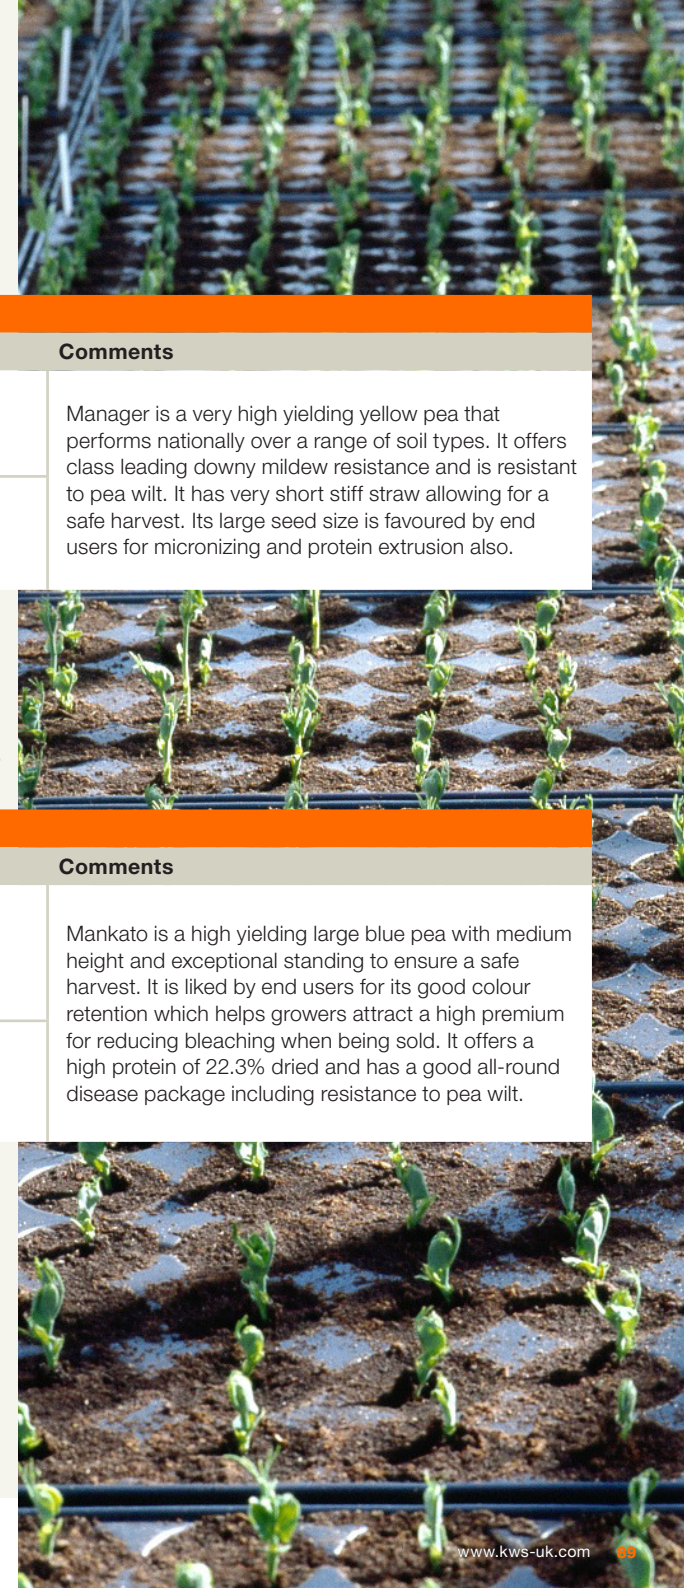 Comments
Manager is a very high yielding yellow pea that
performs nationally over a range of soil types. It offers
class leading downy mildew resistance and is resistant
to pea wilt. It has very short stiff straw allowing for a
safe harvest. Its large seed size is favoured by end
users for micronizing and protein extrusion also.
Comments
Mankato is a high yielding large blue pea with medium
height and exceptional standing to ensure a safe
harvest. It is liked by end users for its good colour
retention which helps growers attract a high premium
for reducing bleaching when being sold. It offers a
high protein of 22.3% dried and has a good all-round
disease package including resistance to pea wilt.
www.kws-uk.com